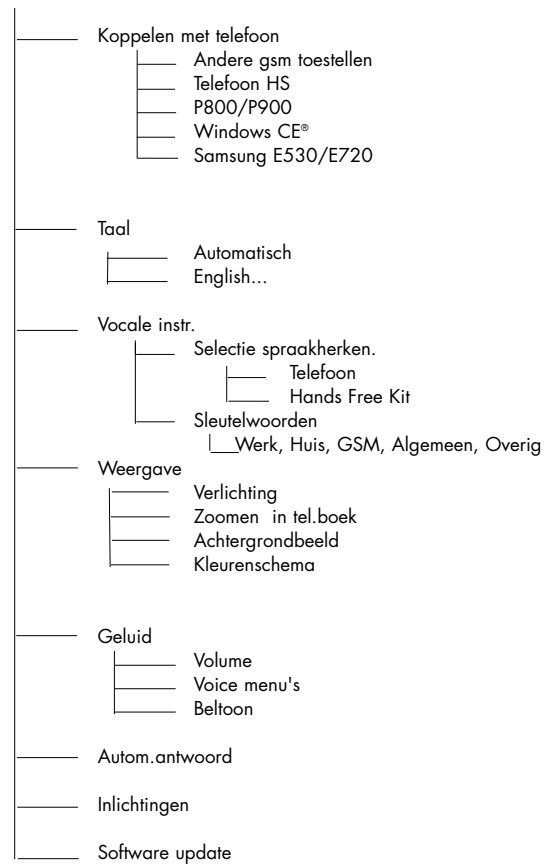 Koppelen met telefoon
Andere gsm toestellen
Telefoon HS
P800/P900
Windows CE®
Samsung E530/E720
Taal
Automatisch
English...
Vocale instr.
Selectie spraakherken.
Telefoon
Hands Free Kit
Sleutelwoorden
Werk, Huis, GSM, Algemeen, Overig
Weergave
Verlichting
Zoomen in tel.boek
Achtergrondbeeld
Kleurenschema
Geluid
Volume
Voice menu's
Beltoon
Autom.antwoord
Inlichtingen
Software update